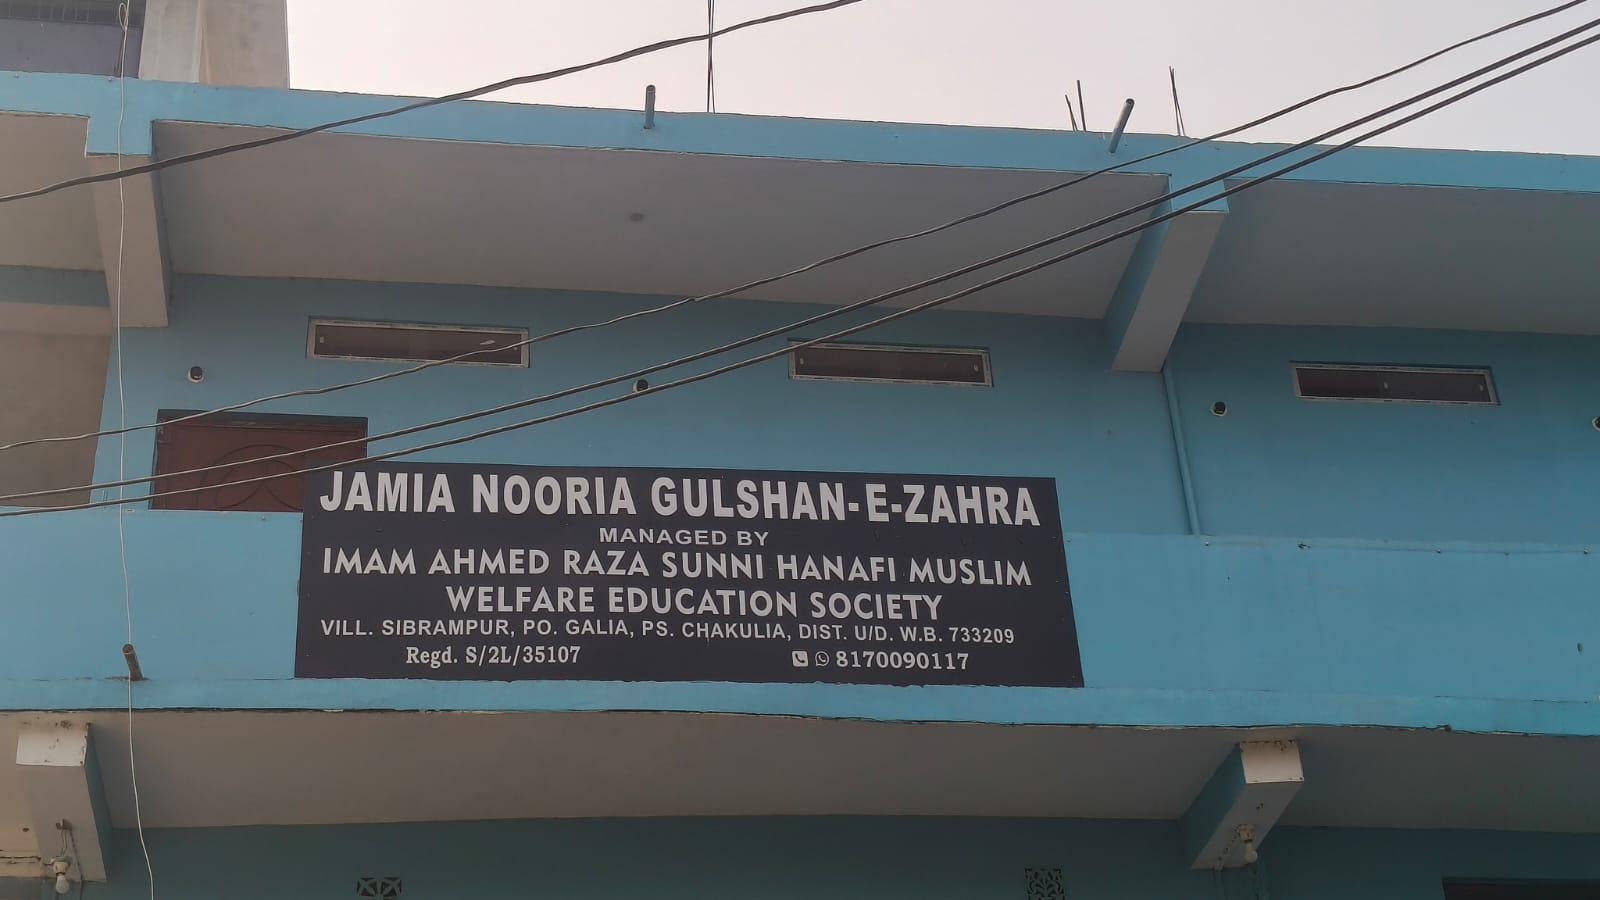 JAMIA NOORIA GULSHAN-E-ZAHRA
MANAGED BY
IMAM AHMED RAZA SUNNI HANAFI MUSLIM
WELFARE EDUCATION SOCIETY
VILL. SIBRAMPUR, PO. GALIA, PS. CHAKULIA, DIST. U/D. W.B. 733209
Regd. S/2L/35107 8170090117